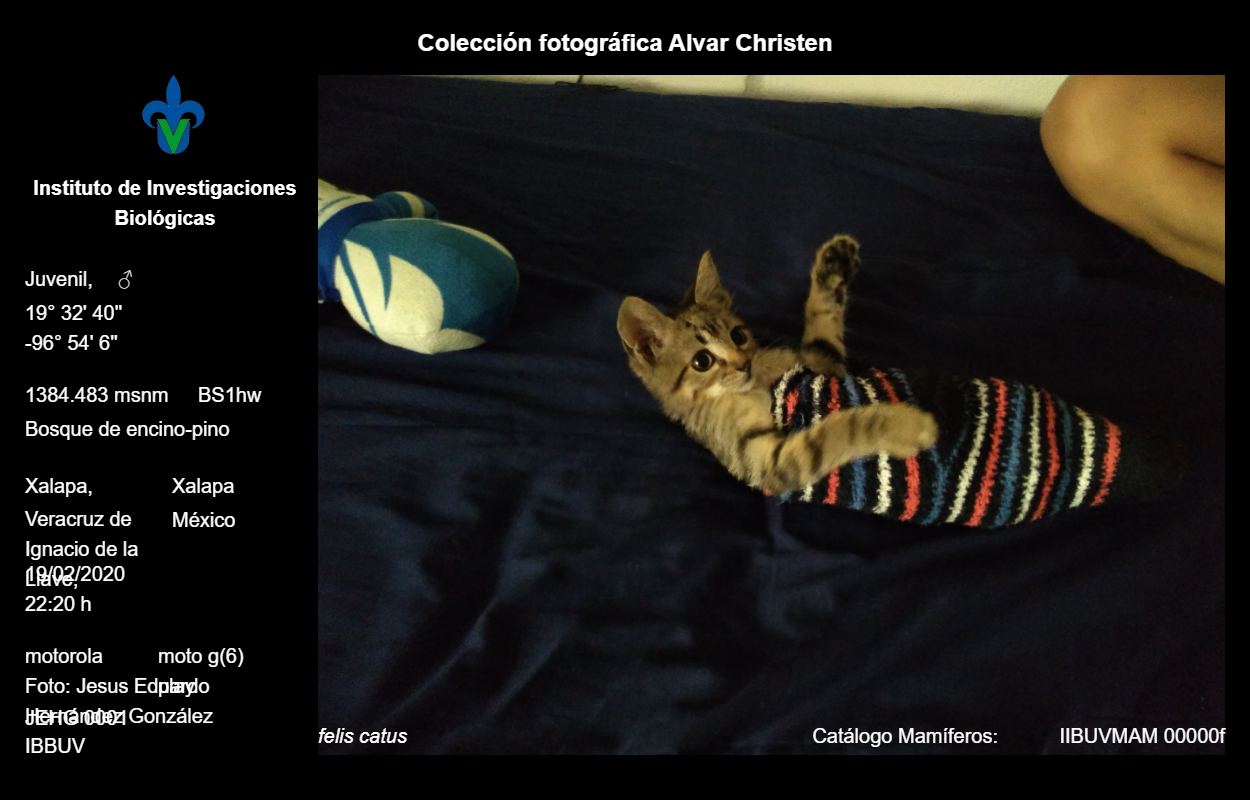 Colección fotográfica Alvar Christen
Instituto de Investigaciones
Biológicas
Juvenil, ♂
19° 32' 40"
-96° 54' 6"
1384.483 msnm BS1hw
Bosque de encino-pino
Xalapa, Xalapa
Veracruz de México
Ignacio de la
Llave,
19/02/2020
22:20 h
motorola moto g(6)
play
Foto: Jesus Eduardo
Hernández González
JEHG 0001
IBBUV
felis catus
Catálogo Mamíferos: IIBUVMAM 00000f